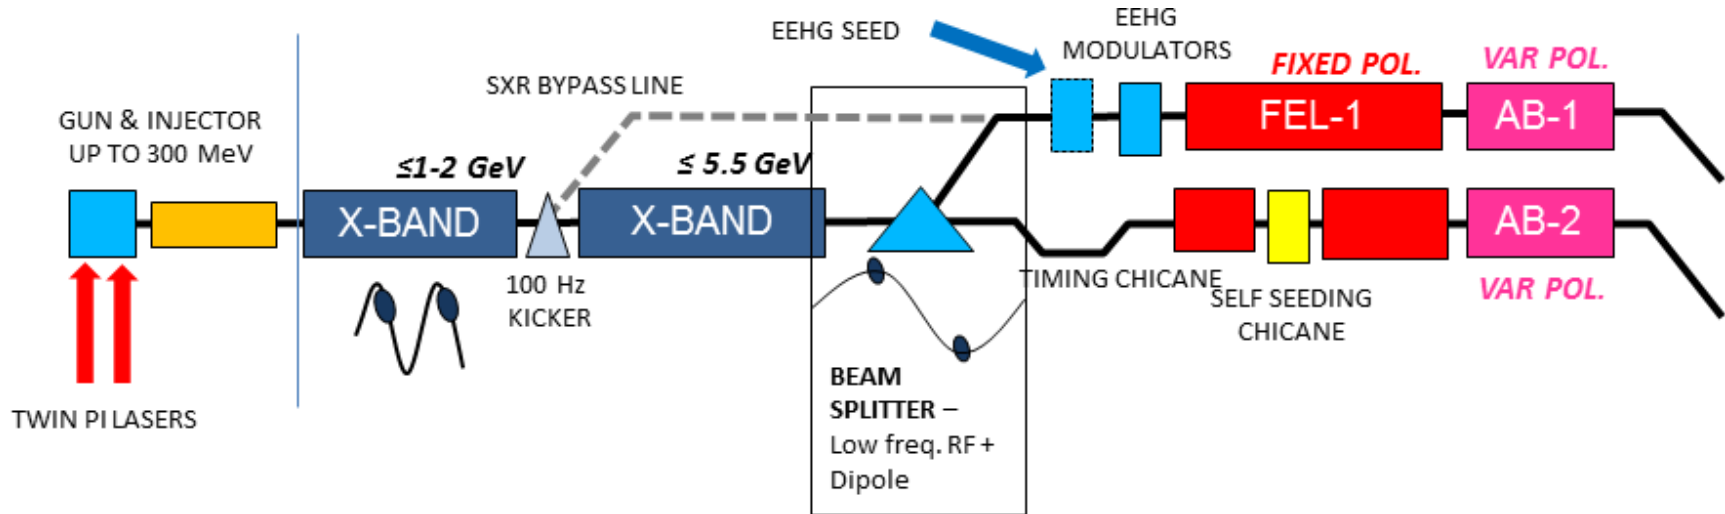 EEHG SEED
EEHG
MODULATORS
SXR BYPASS LINE
FIXED POL.
VAR POL.
GUN & INJECTOR
UP TO 300 MeV
FEL-1
AB-1
≤1-2 GeV
≤ 5.5 GeV
X-BAND
X-BAND
AB-2
100 Hz
KICKER
TIMING CHICANE
SELF SEEDING
CHICANE
VAR POL.
BEAM
SPLITTER –
Low freq. RF +
Dipole
TWIN PI LASERS